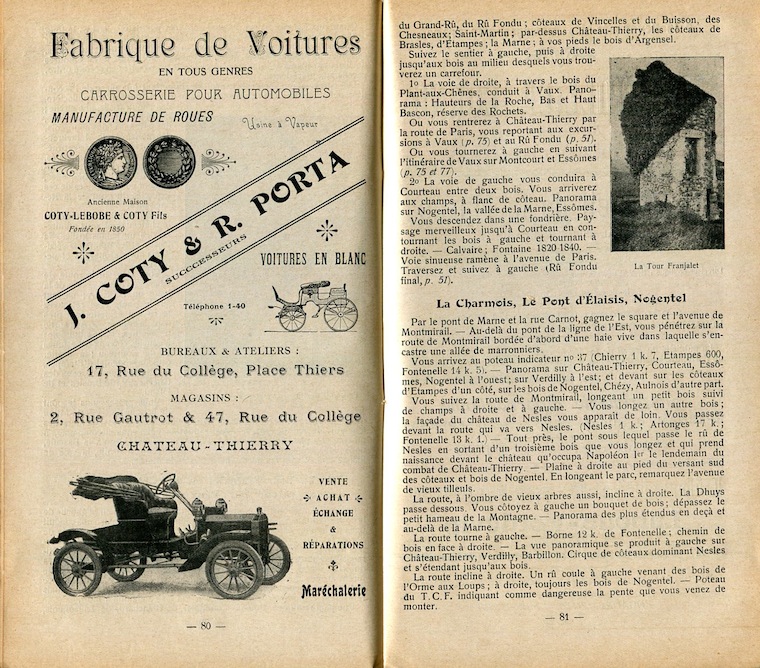 Fabrique de Voitures
EN TOUS GENRES
CARROSSERIE POUR AUTOMOBILES
MANUFACTURE DE ROUES
Usine à Vapeur
Ancienne Maison
COTY-LEBOBE & COTY Fils
Fondée en 1850
J. COTY & R. PORTA
SUCCCESSEURS
VOITURES EN BLANC
Téléphone 1-40
BUREAUX & ATELIERS :
17, Rue du Collège, Place Thiers
MAGASINS :
2, Rue Gautrot & 47, Rue du Collège
CHATEAU-THIERRY
VENTE
ACHAT
ÉCHANGE
&
RÉPARATIONS
Maréchalerie
— 80 —
du Grand-Rû, du Rû Fondu ; côteaux de Vincelles et du Buisson, des
Chesneaux; Saint-Martin; par-dessus Château-Thierry, les côteaux de
Brasles, d'Étampes; la Marne; à vos pieds le bois d'Argensel.
Suivez le sentier à gauche, puis à droite
jusqu'aux bois au milieu desquels vous trou-
verez un carrefour.
1º La voie de droite, à travers le bois du
Plant-aux-Chênes, conduit à Vaux. Pano-
rama : Hauteurs de la Roche, Bas et Haut
Bascon, réserve des Rochets.
Ou vous rentrerez à Château-Thierry par
la route de Paris, vous reportant aux excur-
sions à Vaux (p. 75) et au Rû Fondu (p. 51).
Ou vous tournerez à gauche en suivant
l'itinéraire de Vaux sur Montcourt et Essômes
(p. 75 et 77).
2º La voie de gauche vous conduira à
Courteau entre deux bois. Vous arriverez
aux champs, à flanc de côteau. Panorama
sur Nogentel, la vallée de la Marne, Essômes.
Vous descendez dans une fondrière. Pay-
sage merveilleux jusqu'à Courteau en con-
tournant les bois à gauche et tournant à
droite. — Calvaire; Fontaine 1820-1840. —
Voie sinueuse ramène à l'avenue de Paris.
Traversez et suivez à gauche (Rû Fondu
final, p. 51).
La Tour Franjalet
La Charmois, Le Pont d'Élaisis, Nogentel
Par le pont de Marne et la rue Carnot, gagnez le square et l'avenue de
Montmirail. — Au-delà du pont de la ligne de l'Est, vous pénétrez sur la
route de Montmirail bordée d'abord d'une haie vive dans laquelle s'en-
castre une allée de marronniers.
Vous arrivez au poteau indicateur nº 37 (Chierry 1 k. 7, Etampes 600,
Fontenelle 14 k. 5). — Panorama sur Château-Thierry, Courteau, Essô-
mes, Nogentel à l'ouest; sur Verdilly à l'est; et devant sur les côteaux
d'Etampes d'un côté, sur les bois de Nogentel, Chézy, Aulnois d'autre part.
Vous suivez la route de Montmirail, longeant un petit bois suivi
de champs à droite et à gauche. — Vous longez un autre bois;
la façade du château de Nesles vous apparaît de loin. Vous passez
devant la route qui va vers Nesles. (Nesles 1 k.; Artonges 17 k.;
Fontenelle 13 k. 1.) — Tout près, le pont sous lequel passe le rû de
Nesles en sortant d'un troisième bois que vous longez et qui prend
naissance devant le château qu'occupa Napoléon Ier le lendemain du
combat de Château-Thierry. — Plaine à droite au pied du versant sud
des côteaux et bois de Nogentel. En longeant le parc, remarquez l'avenue
de vieux tilleuls.
La route, à l'ombre de vieux arbres aussi, incline à droite. La Dhuys
passe dessous. Vous côtoyez à gauche un bouquet de bois; dépassez le
petit hameau de la Montagne. — Panorama des plus étendus en deçà et
au-delà de la Marne.
La route tourne à gauche. — Borne 12 k. de Fontenelle; chemin de
bois en face à droite. — La vue panoramique se produit à gauche sur
Château-Thierry, Verdilly, Barbillon. Cirque de côteaux dominant Nesles
et s'étendant jusqu'aux bois.
La route incline à droite. Un rû coule à gauche venant des bois de
l'Orme aux Loups; à droite, toujours les bois de Nogentel. — Poteau
du T. C. F. indiquant comme dangereuse la pente que vous venez de
monter.
— 81 —